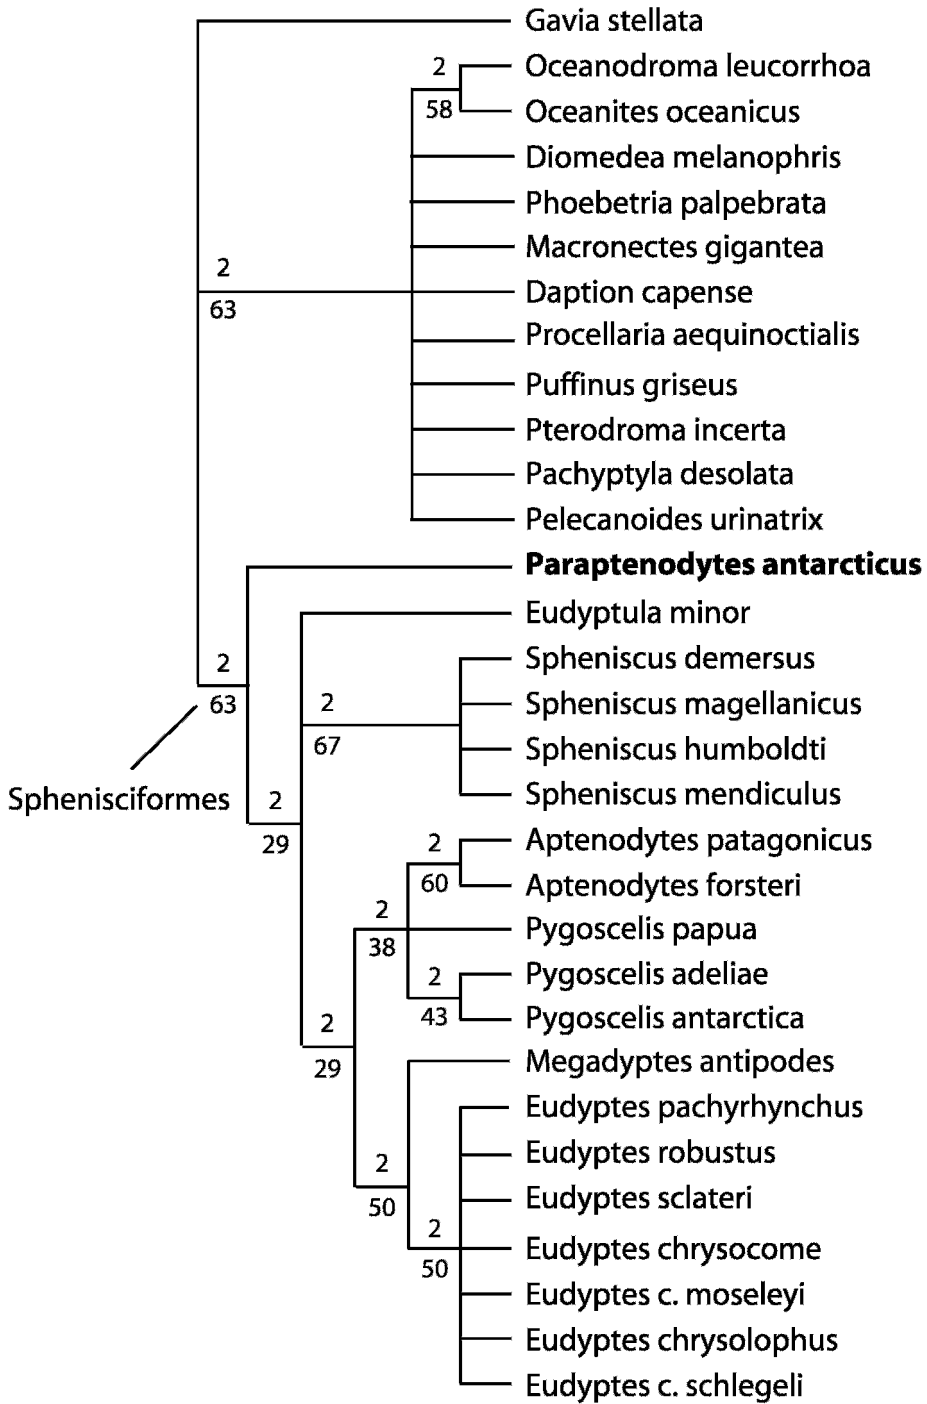 Gavia stellata
2
Oceanodroma leucorrhoa
58
Oceanites oceanicus
Diomedea melanophris
Phoebetria palpebrata
Macronectes gigantea
2
Daption capense
63
Procellaria aequinoctialis
Puffinus griseus
Pterodroma incerta
Pachyptyla desolata
Pelecanoides urinatrix
Paraptenodytes antarcticus
Eudyptula minor
2
Spheniscus demersus
63
2
Spheniscus magellanicus
67
Spheniscus humboldti
Spheniscus mendiculus
Sphenisciformes
2
29
2
Aptenodytes patagonicus
60
Aptenodytes forsteri
2
38
Pygoscelis papua
2
Pygoscelis adeliae
43
Pygoscelis antarctica
2
29
Megadyptes antipodes
Eudyptes pachyrhynchus
2
Eudyptes robustus
50
Eudyptes sclateri
2
Eudyptes chrysocome
50
Eudyptes c. moseleyi
Eudyptes chrysolophus
Eudyptes c. schlegeli